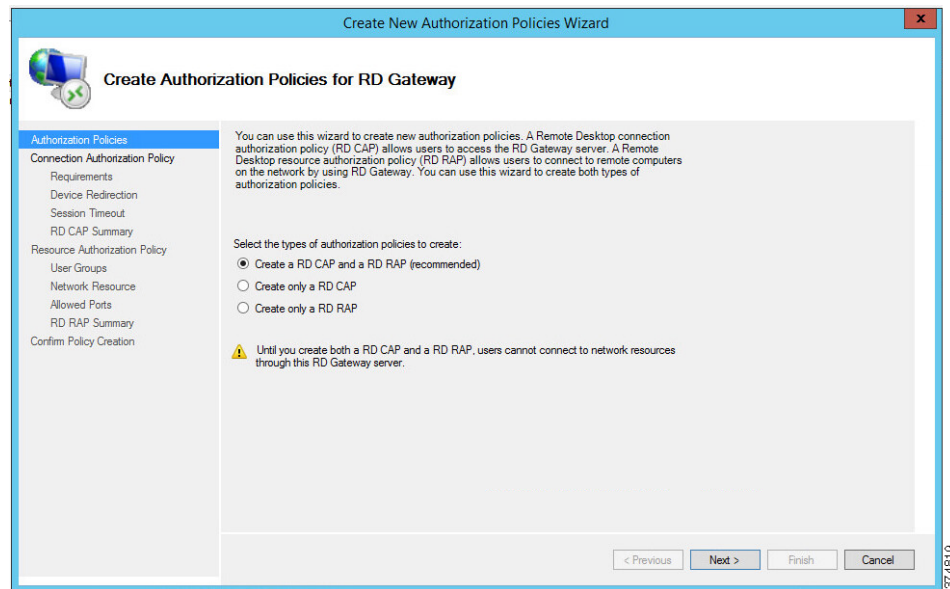 Create New Authorization Policies Wizard
x
Create Authorization Policies for RD Gateway
Authorization Policies
Connection Authorization Policy
Requirements
Device Redirection
Session Timeout
RD CAP Summary
Resource Authorization Policy
User Groups
Network Resource
Allowed Ports
RD RAP Summary
Confirm Policy Creation
You can use this wizard to create new authorization policies. A Remote Desktop connection
authorization policy (RD CAP) allows users to access the RD Gateway server. A Remote
Desktop resource authorization policy (RD RAP) allows users to connect to remote computers
on the network by using RD Gateway. You can use this wizard to create both types of
authorization policies.
Select the types of authorization policies to create:
Create a RD CAP and a RD RAP (recommended)
Create only a RD CAP
Create only a RD RAP
Until you create both a RD CAP and a RD RAP, users cannot connect to network resources
through this RD Gateway server.
< Previous
Next >
Finish
Cancel
374819